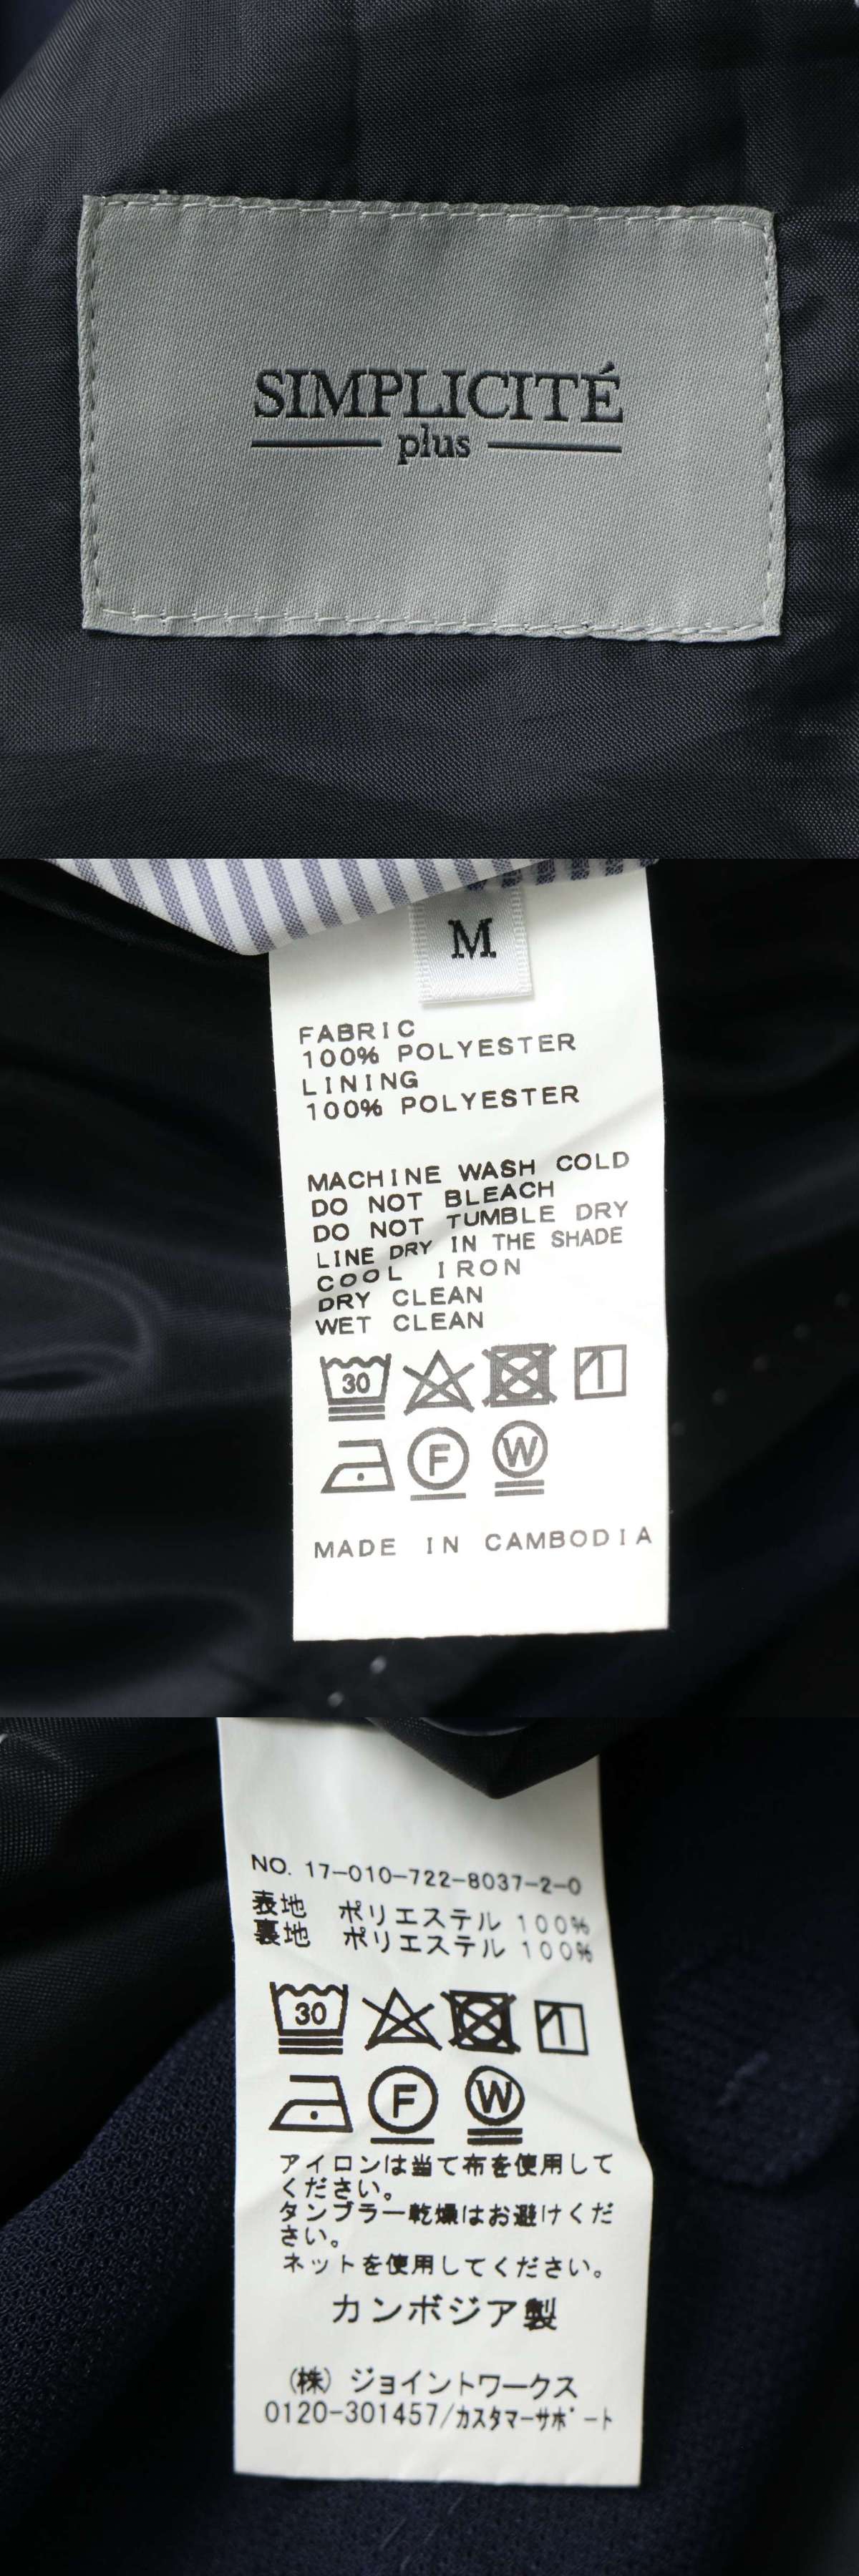 SIMPLICITÉ
plus
M
FABRIC
100% POLYESTER
LINING
100% POLYESTER
MACHINE WASH COLD
DO NOT BLEACH
DO NOT TUMBLE DRY
LINE DRY IN THE SHADE
COOL IRON
DRY CLEAN
WET CLEAN
30
F W
MADE IN CAMBODIA
NO. 17-010-722-8037-2-0
表地 ポリエステル 100%
裏地 ポリエステル 100%
30
F W
アイロンは当て布を使用して
ください。
タンブラー乾燥はお避けくだ
さい。
ネットを使用してください。
カンボジア製
(株) ジョイントワークス
0120-301457/カスタマーサポート